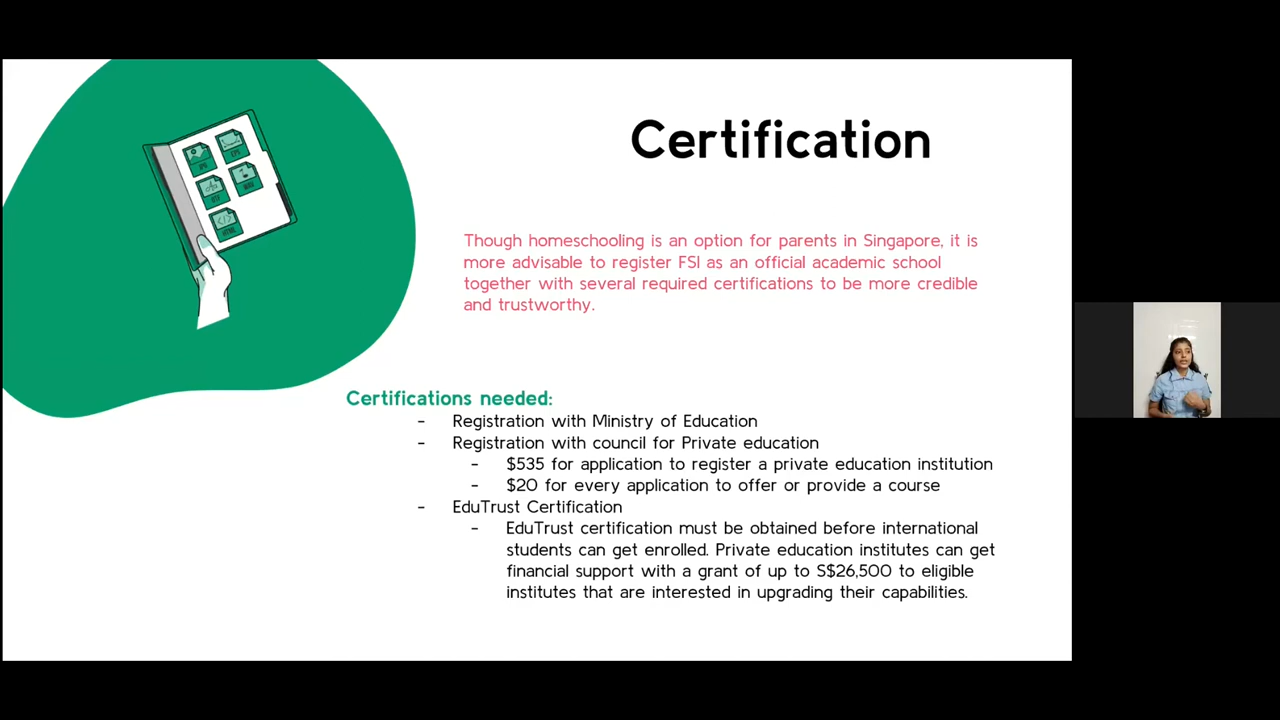 Certification
JPG
EPS
RTF
WAV
HTML
Though homeschooling is an option for parents in Singapore, it is
more advisable to register FSI as an official academic school
together with several required certifications to be more credible
and trustworthy.
Certifications needed:
- Registration with Ministry of Education
- Registration with council for Private education
- $535 for application to register a private education institution
- $20 for every application to offer or provide a course
- EduTrust Certification
- EduTrust certification must be obtained before international
students can get enrolled. Private education institutes can get
financial support with a grant of up to S$26,500 to eligible
institutes that are interested in upgrading their capabilities.